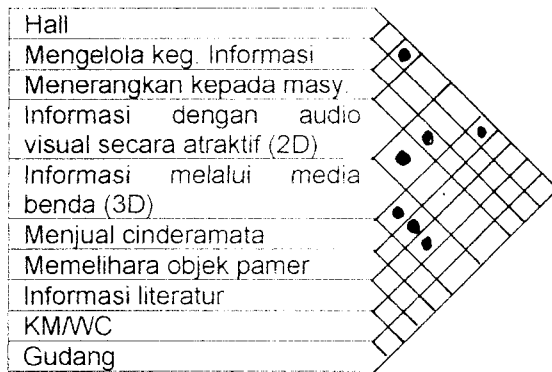 Hall
Mengelola keg. Informasi
Menerangkan kepada masy.
Informasi dengan audio
visual secara atraktif (2D)
Informasi melalui media
benda (3D)
Menjual cinderamata
Memelihara objek pamer
Informasi literatur
KM/WC
Gudang